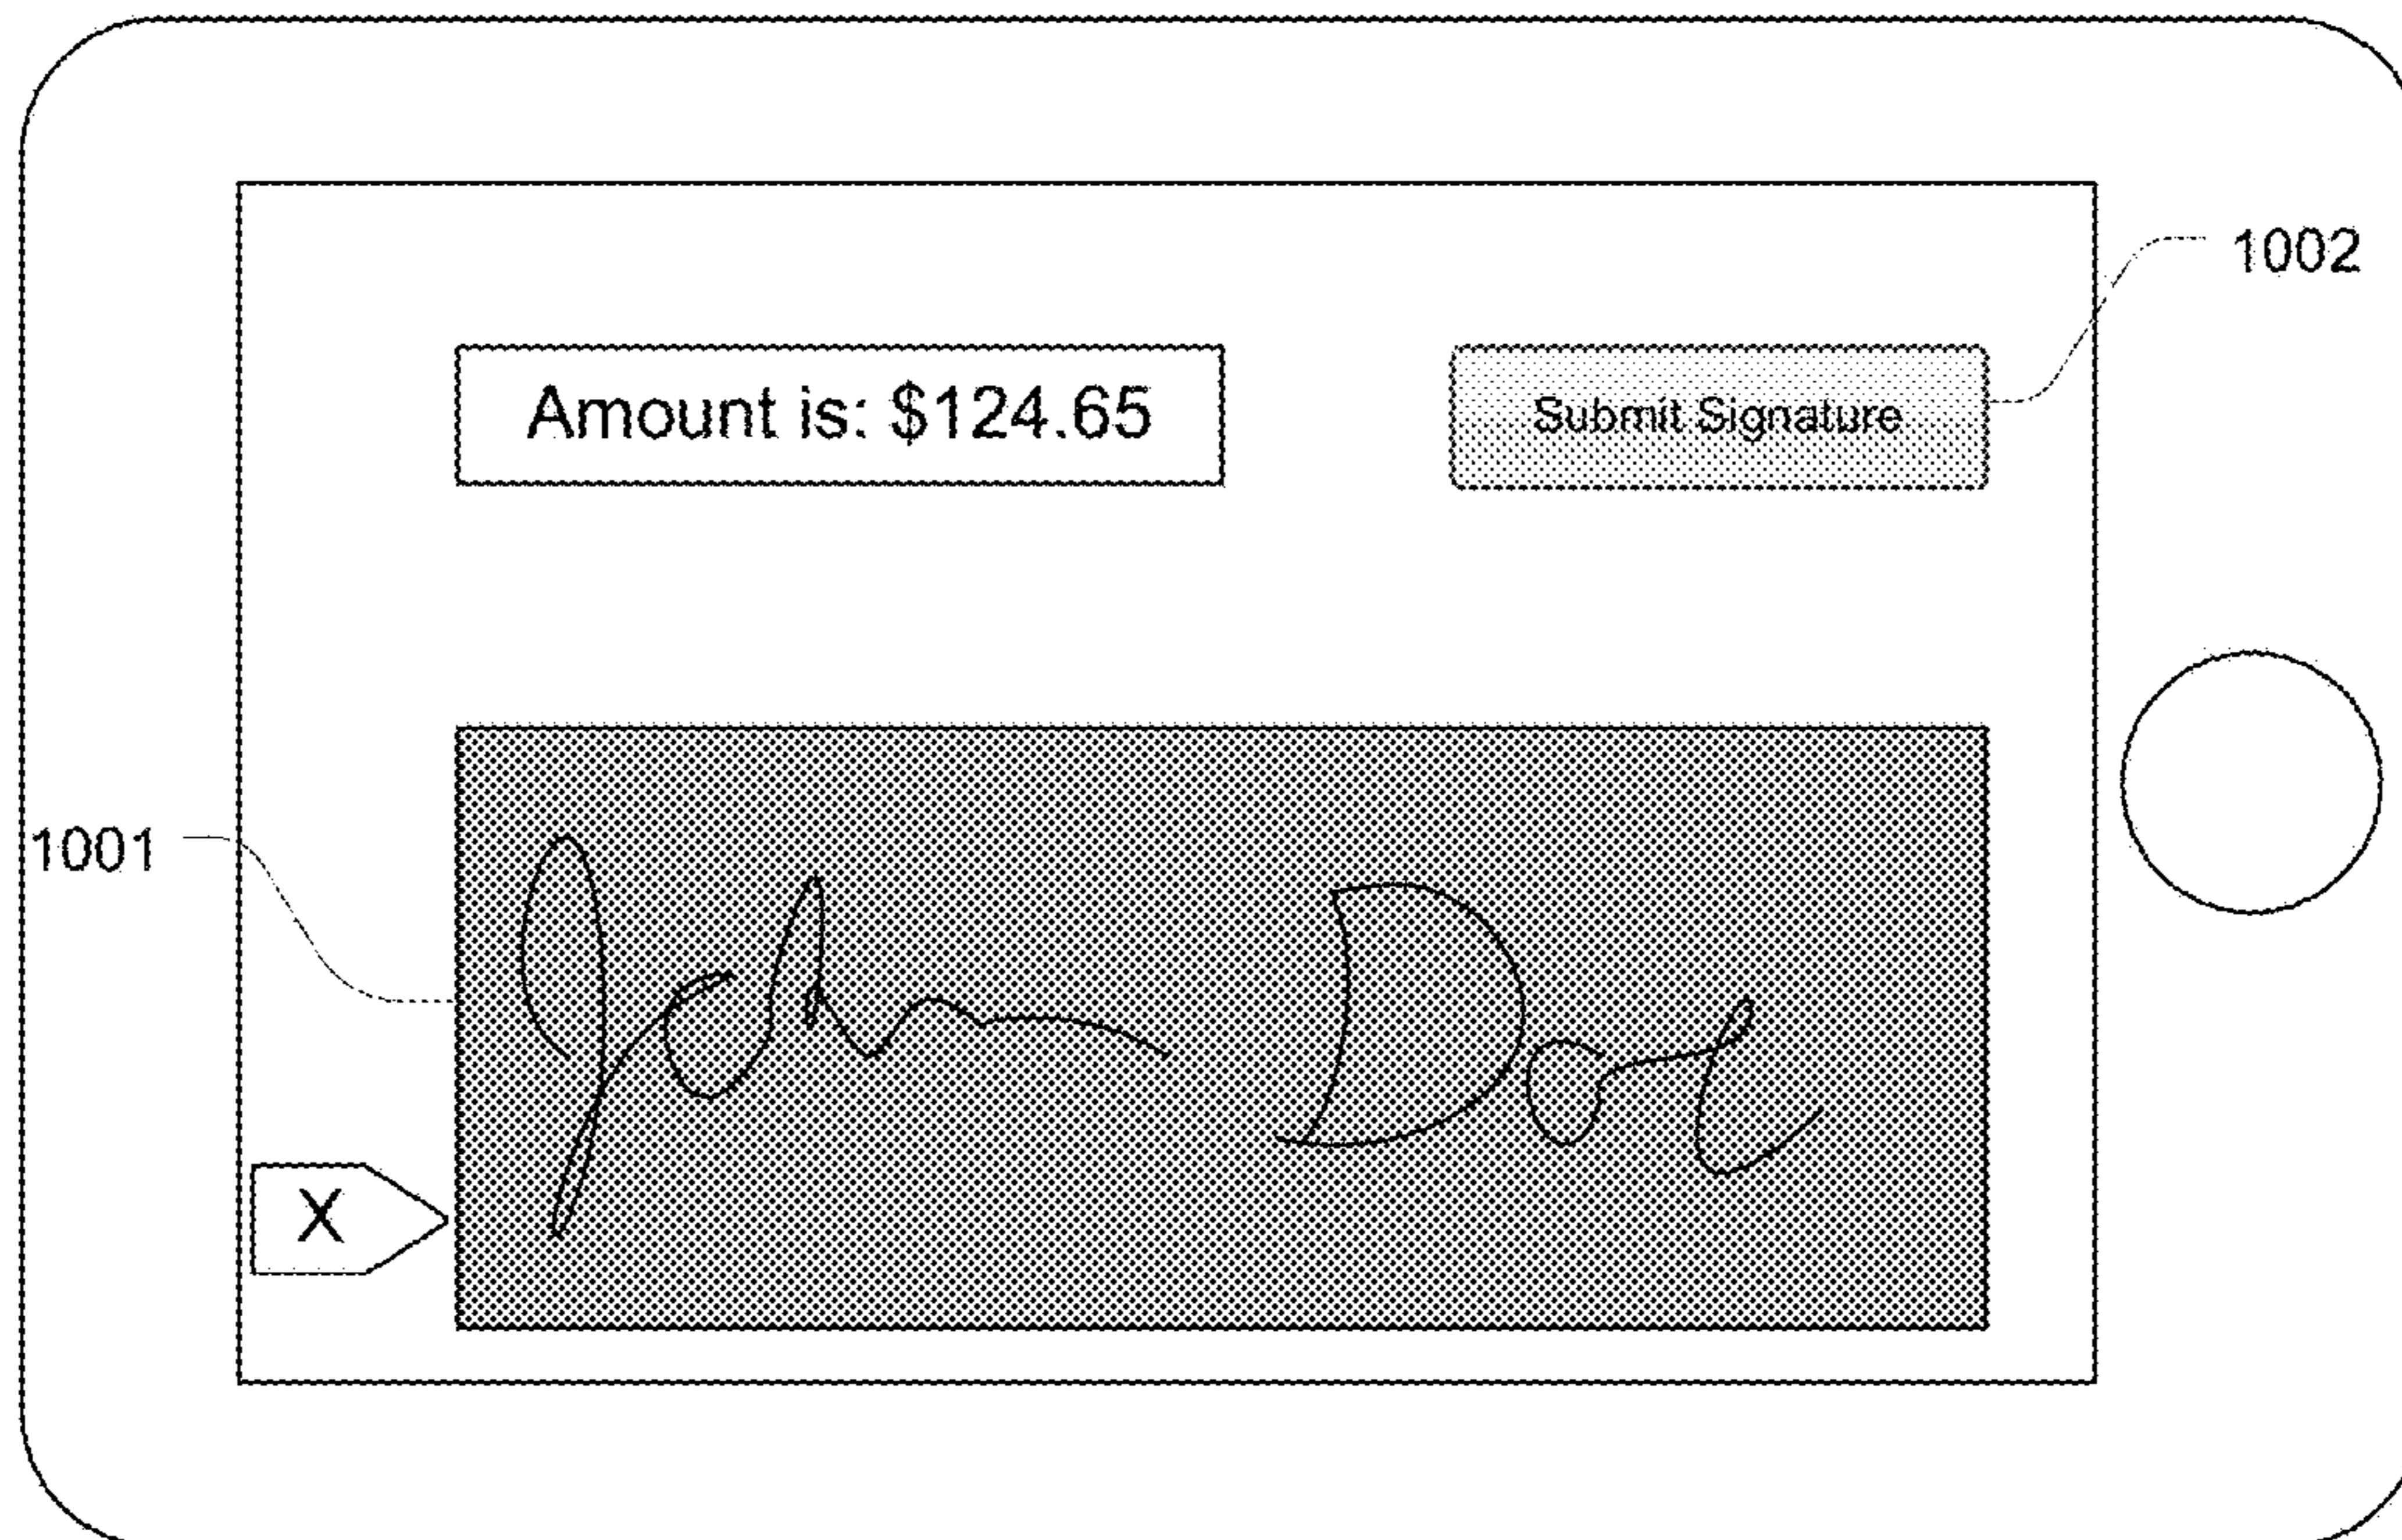 1002
Amount is: $124.65
Submit Signature
1001
John Doe
X